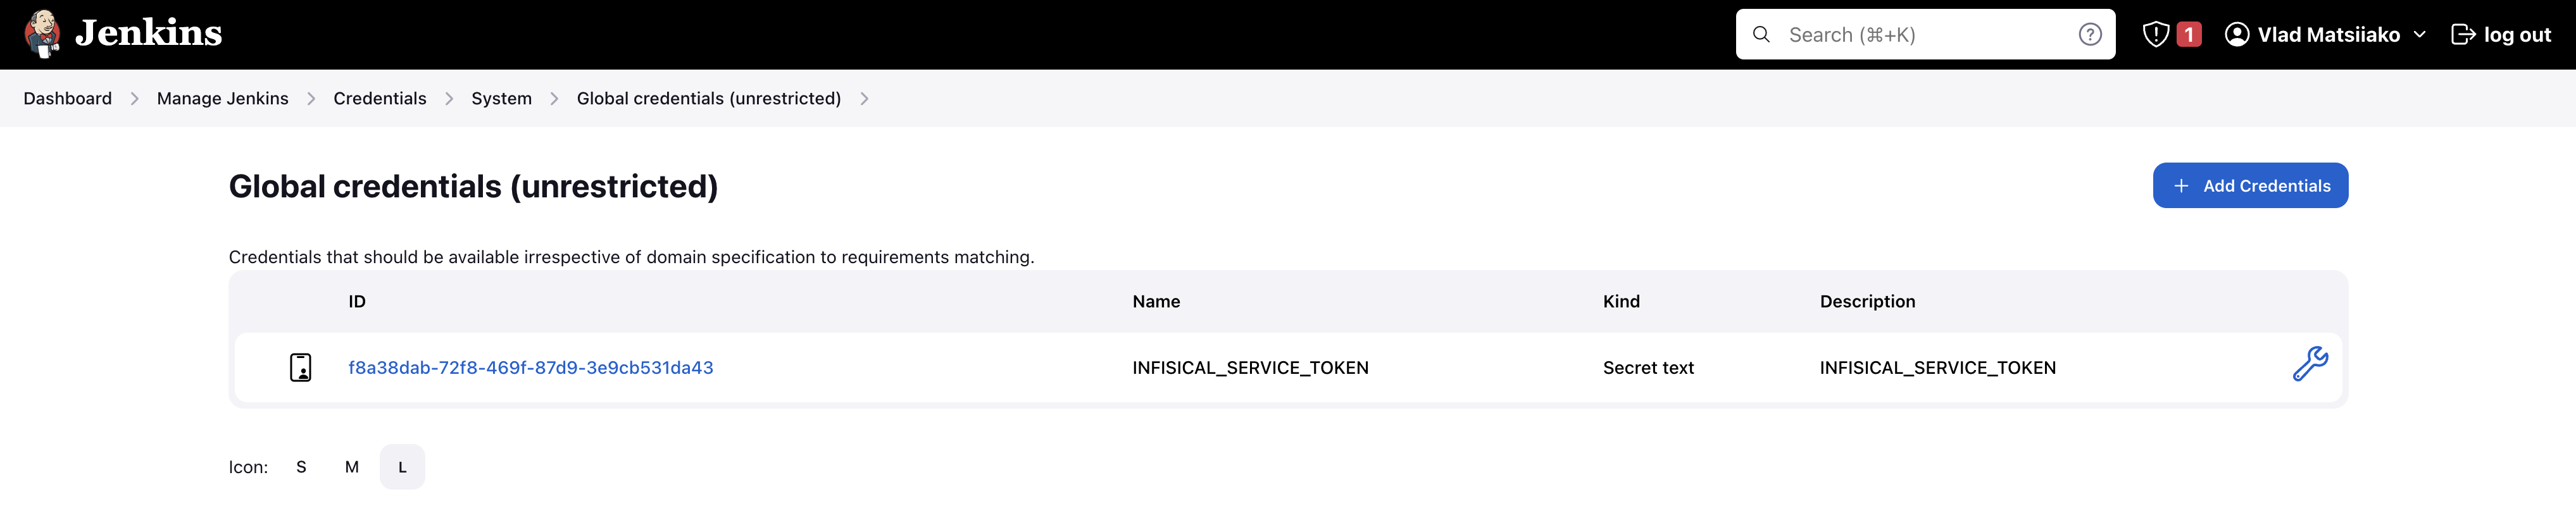 Jenkins
Search (⌘+K)
1
Vlad Matsiiako
log out
Dashboard
Manage Jenkins
Credentials
System
Global credentials (unrestricted)
Global credentials (unrestricted)
Add Credentials
Credentials that should be available irrespective of domain specification to requirements matching.
ID Name Kind Description
f8a38dab-72f8-469f-87d9-3e9cb531da43 INFISICAL_SERVICE_TOKEN Secret text INFISICAL_SERVICE_TOKEN
Icon: S M L